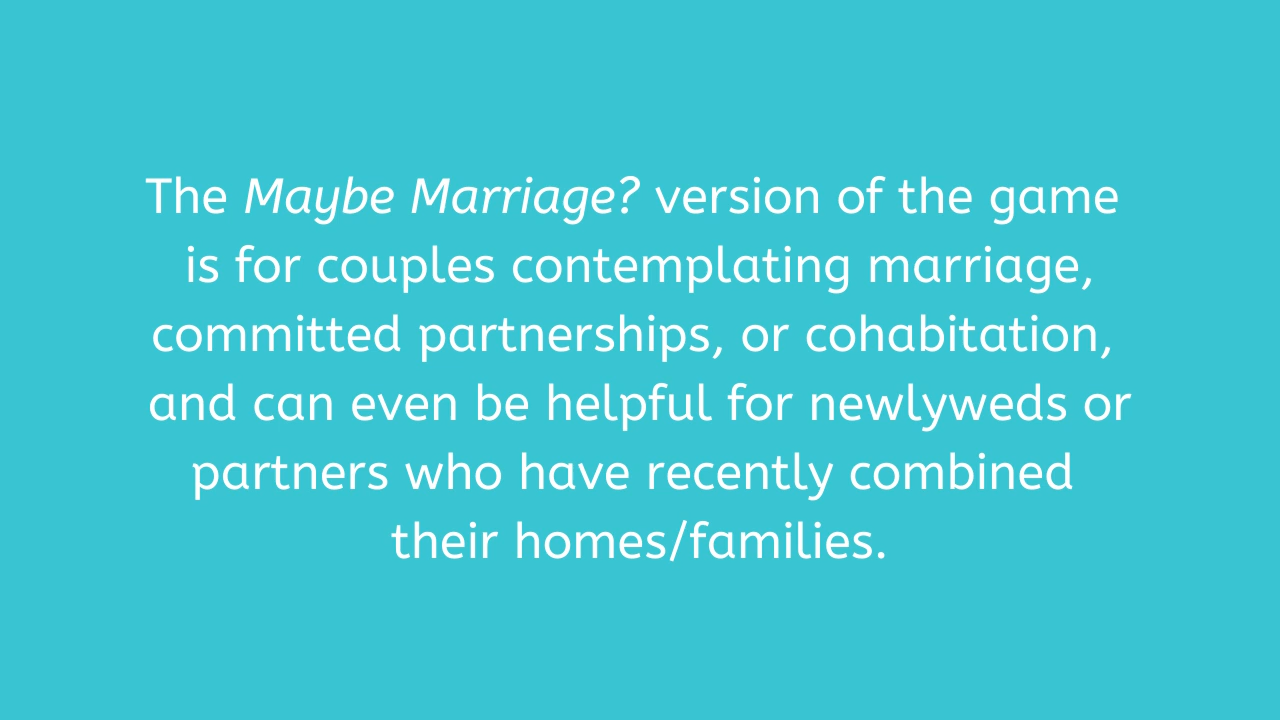 The Maybe Marriage? version of the game
is for couples contemplating marriage,
committed partnerships, or cohabitation,
and can even be helpful for newlyweds or
partners who have recently combined
their homes/families.